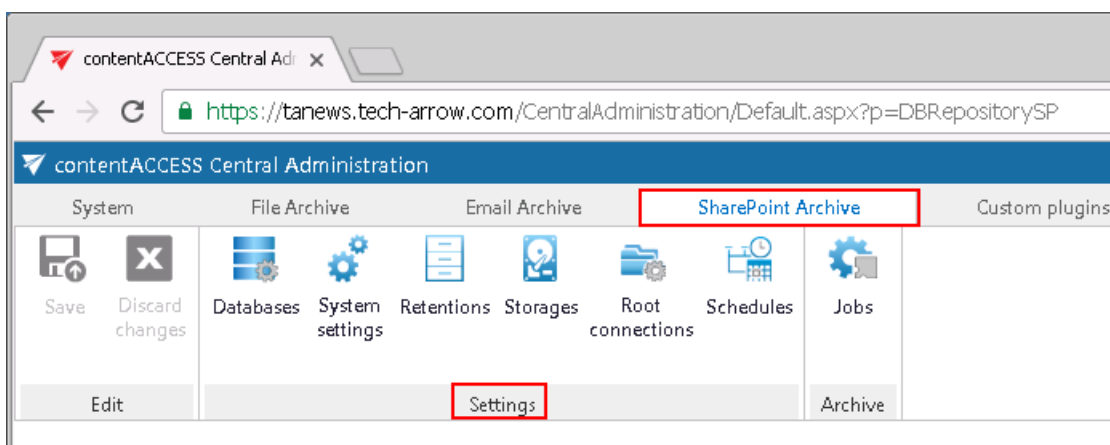 contentACCESS Central Ad
https://tanews.tech-arrow.com/CentralAdministration/Default.aspx?p=DBRepositorySP
contentACCESS Central Administration
System File Archive Email Archive SharePoint Archive Custom plugins
Save Discard changes Databases System settings Retentions Storages Root connections Schedules Jobs
Edit Settings Archive